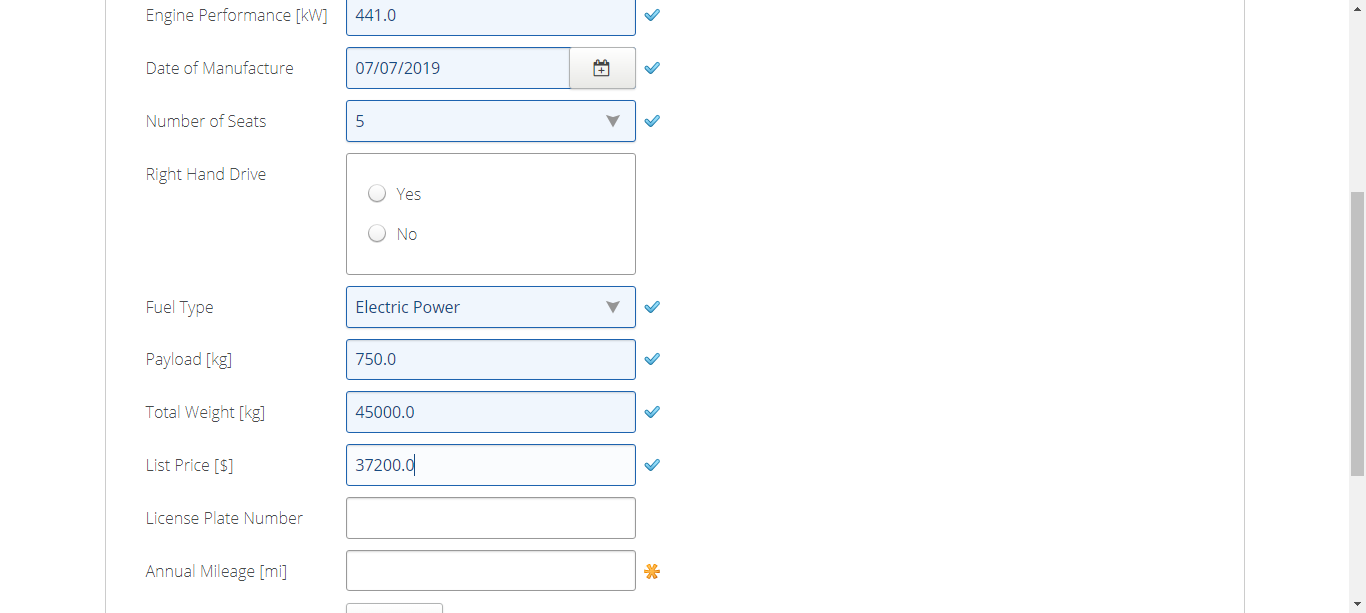 Engine Performance [kW] 441.0
Date of Manufacture 07/07/2019
Number of Seats 5
Right Hand Drive
Yes
No
Fuel Type Electric Power
Payload [kg] 750.0
Total Weight [kg] 45000.0
List Price [$] 37200.0
License Plate Number
Annual Mileage [mi]